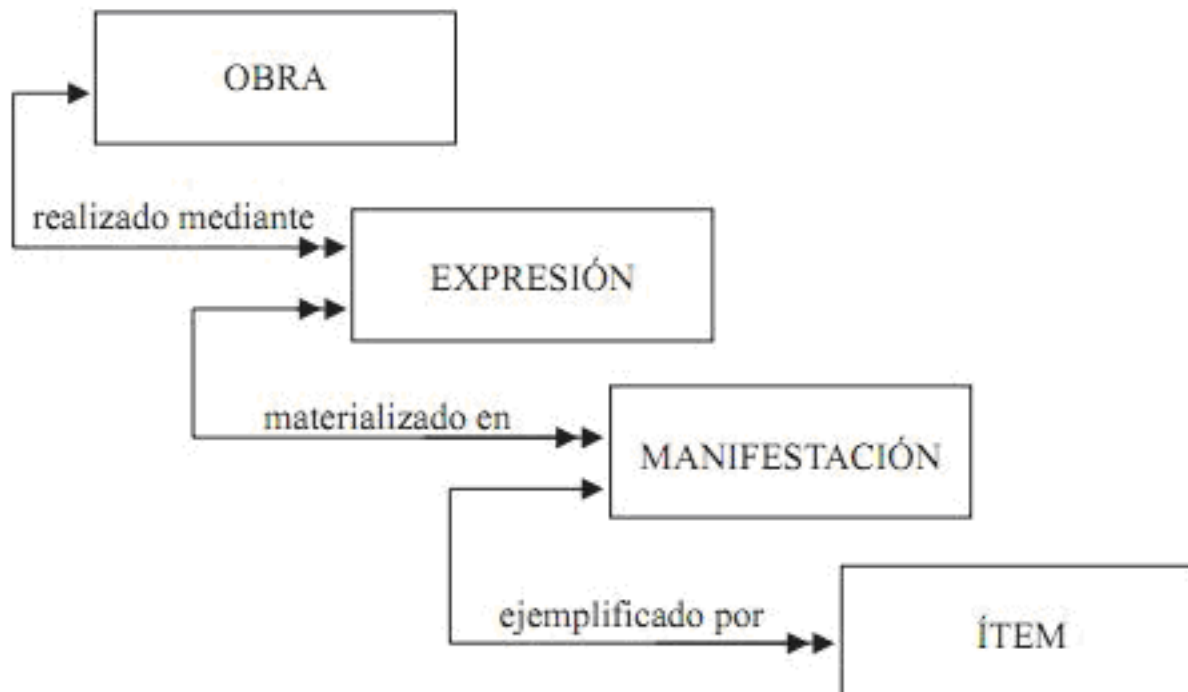 OBRA
realizado mediante
EXPRESIÓN
materializado en
MANIFESTACIÓN
ejemplificado por
ÍTEM